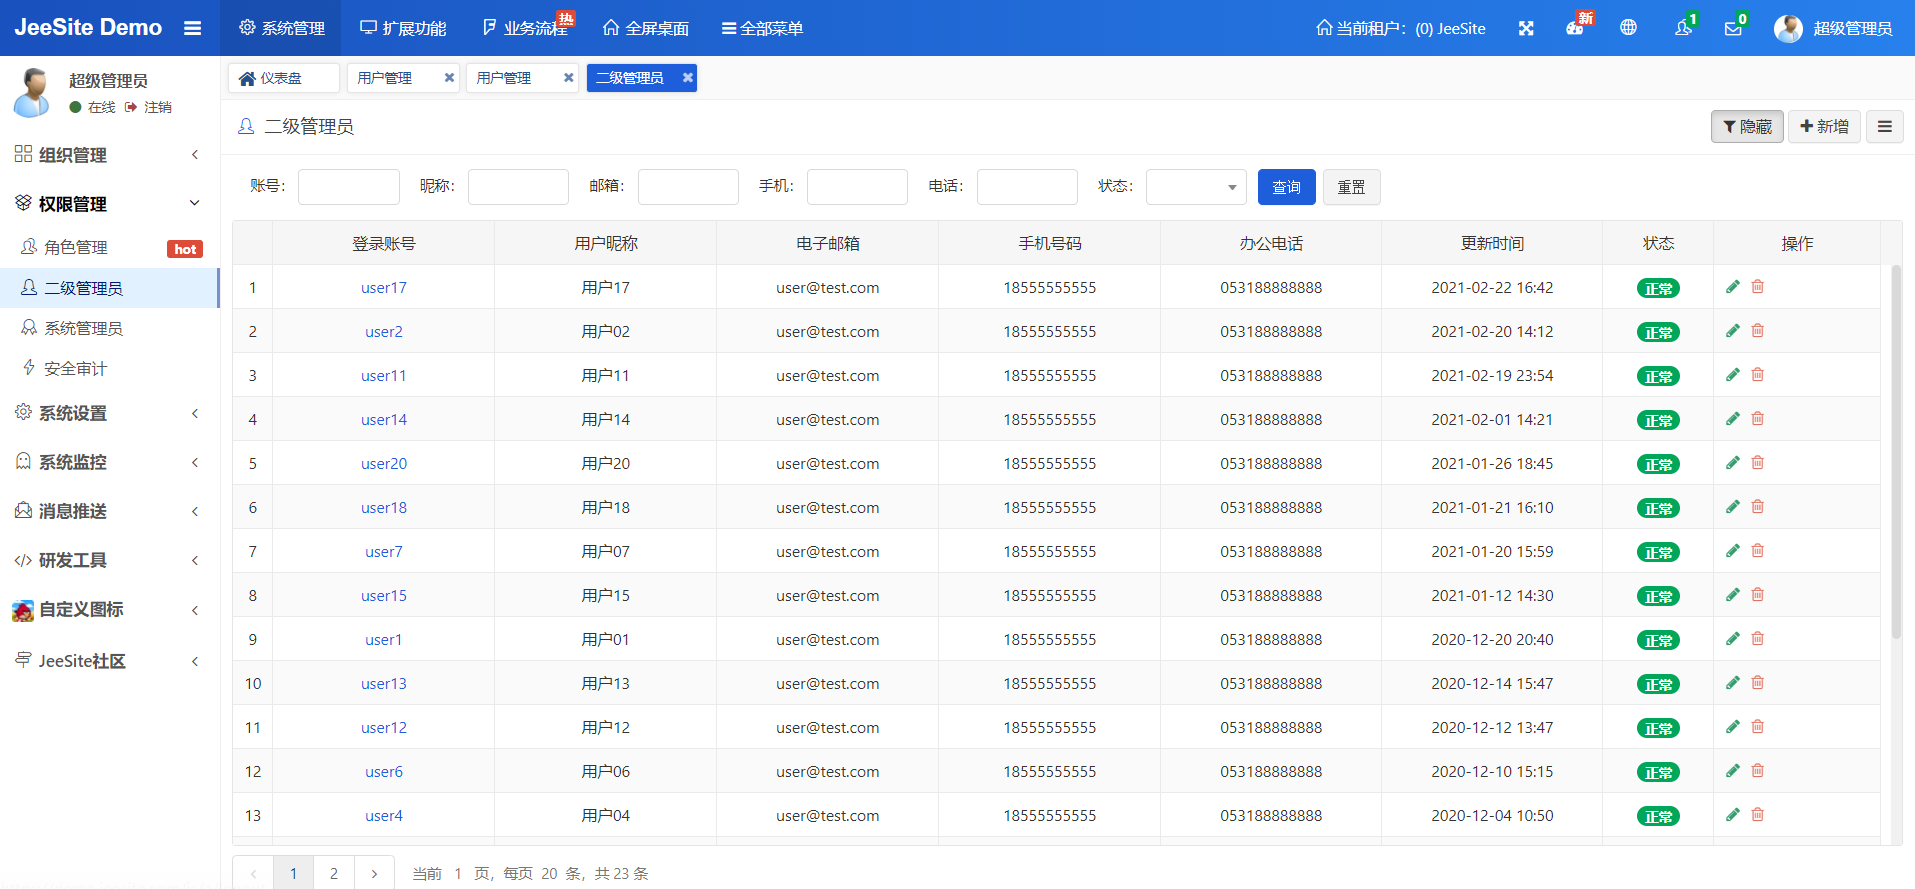 JeeSite Demo 系统管理 扩展功能 业务流程 热 全屏桌面 全部菜单 当前租户：(0) JeeSite 新 1 0 超级管理员
超级管理员
在线 注销
组织管理
权限管理
角色管理 hot
二级管理员
系统管理员
安全审计
系统设置
系统监控
消息推送
研发工具
自定义图标
JeeSite社区
仪表盘 用户管理 用户管理 二级管理员
二级管理员 隐藏 新增
账号： 昵称： 邮箱： 手机： 电话： 状态： 查询 重置
登录账号 用户昵称 电子邮箱 手机号码 办公电话 更新时间 状态 操作
1 user17 用户17 user@test.com 18555555555 053188888888 2021-02-22 16:42 正常
2 user2 用户02 user@test.com 18555555555 053188888888 2021-02-20 14:12 正常
3 user11 用户11 user@test.com 18555555555 053188888888 2021-02-19 23:54 正常
4 user14 用户14 user@test.com 18555555555 053188888888 2021-02-01 14:21 正常
5 user20 用户20 user@test.com 18555555555 053188888888 2021-01-26 18:45 正常
6 user18 用户18 user@test.com 18555555555 053188888888 2021-01-21 16:10 正常
7 user7 用户07 user@test.com 18555555555 053188888888 2021-01-20 15:59 正常
8 user15 用户15 user@test.com 18555555555 053188888888 2021-01-12 14:30 正常
9 user1 用户01 user@test.com 18555555555 053188888888 2020-12-20 20:40 正常
10 user13 用户13 user@test.com 18555555555 053188888888 2020-12-14 15:47 正常
11 user12 用户12 user@test.com 18555555555 053188888888 2020-12-12 13:47 正常
12 user6 用户06 user@test.com 18555555555 053188888888 2020-12-10 15:15 正常
13 user4 用户04 user@test.com 18555555555 053188888888 2020-12-04 10:50 正常
1 2 当前 1 页，每页 20 条，共 23 条